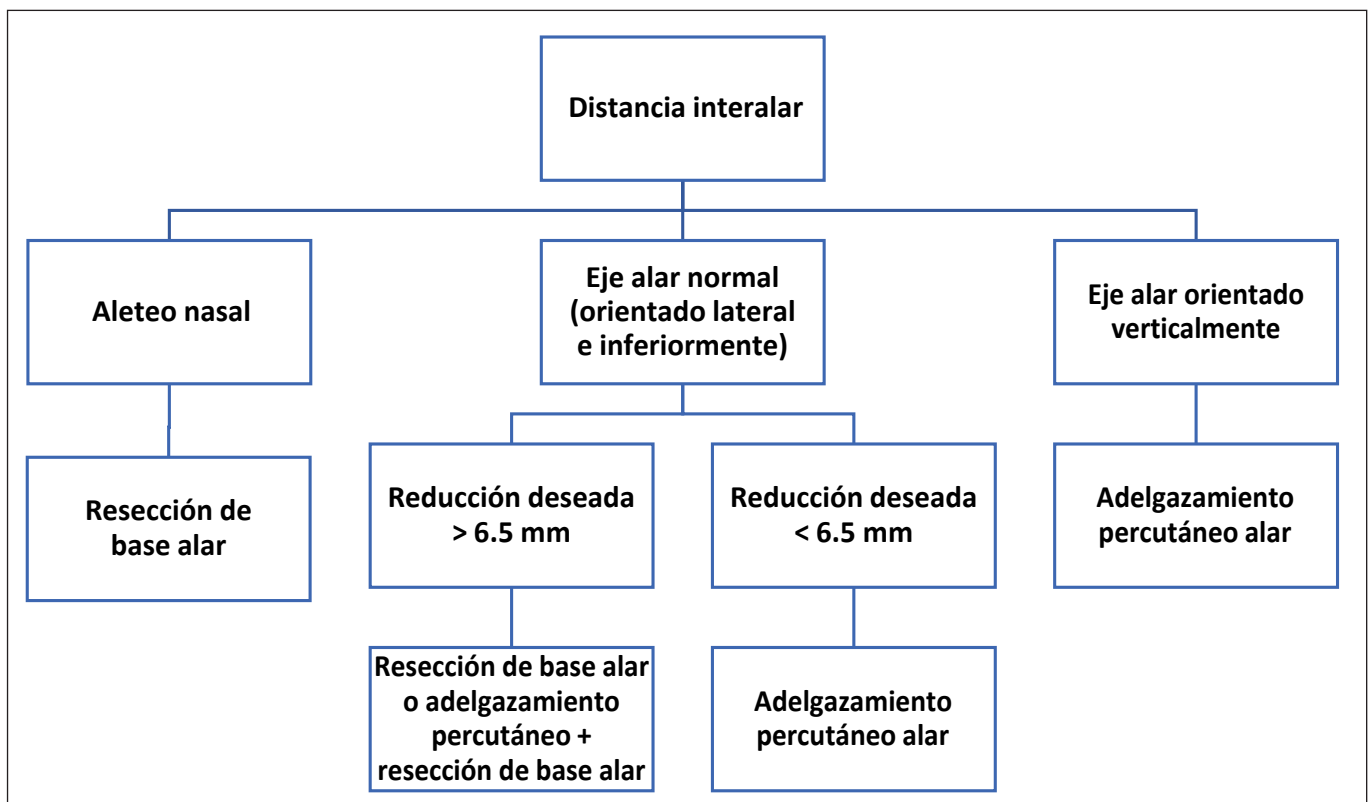 Distancia interalar
Aleteo nasal
Eje alar normal
(orientado lateral
e inferiormente)
Eje alar orientado
verticalmente
Resección de
base alar
Reducción deseada
> 6.5 mm
Reducción deseada
< 6.5 mm
Adelgazamiento
percutáneo alar
Resección de base alar
o adelgazamiento
percutáneo +
resección de base alar
Adelgazamiento
percutáneo alar